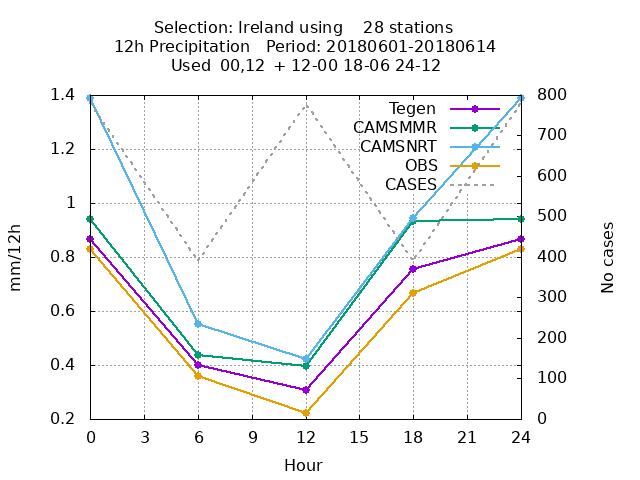 Selection: Ireland using    28 stations
12h Precipitation   Period: 20180601-20180614
Used  00,12  + 12-00 18-06 24-12
1.4
1.2
1
0.8
0.6
0.4
0.2
mm/12h
800
700
600
500
400
300
200
100
0
No cases
Tegen
CAMSMMR
CAMSNRT
OBS
CASES
0 3 6 9 12 15 18 21 24
Hour